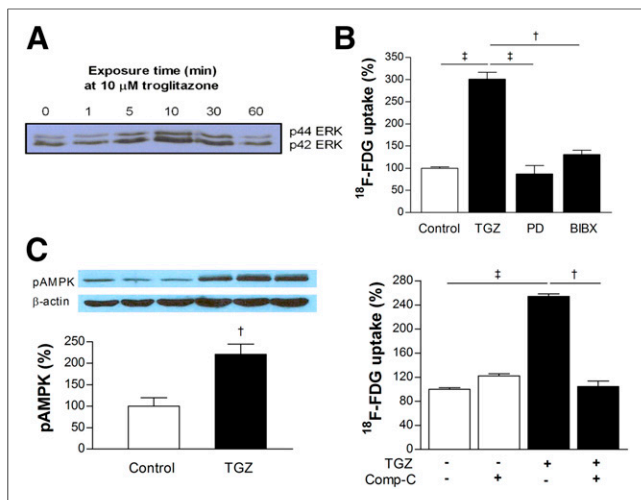 A
Exposure time (min)
at 10 μM troglitazone
0 1 5 10 30 60
p44 ERK
p42 ERK
B
¹⁸F-FDG uptake (%)
350
300
250
200
150
100
50
0
‡ ‡
†
Control TGZ PD BIBX
C
pAMPK
β-actin
pAMPK (%)
250
200
150
100
50
0
†
Control TGZ
¹⁸F-FDG uptake (%)
280
240
200
160
120
80
40
0
‡ †
TGZ - - + +
Comp-C - + - +